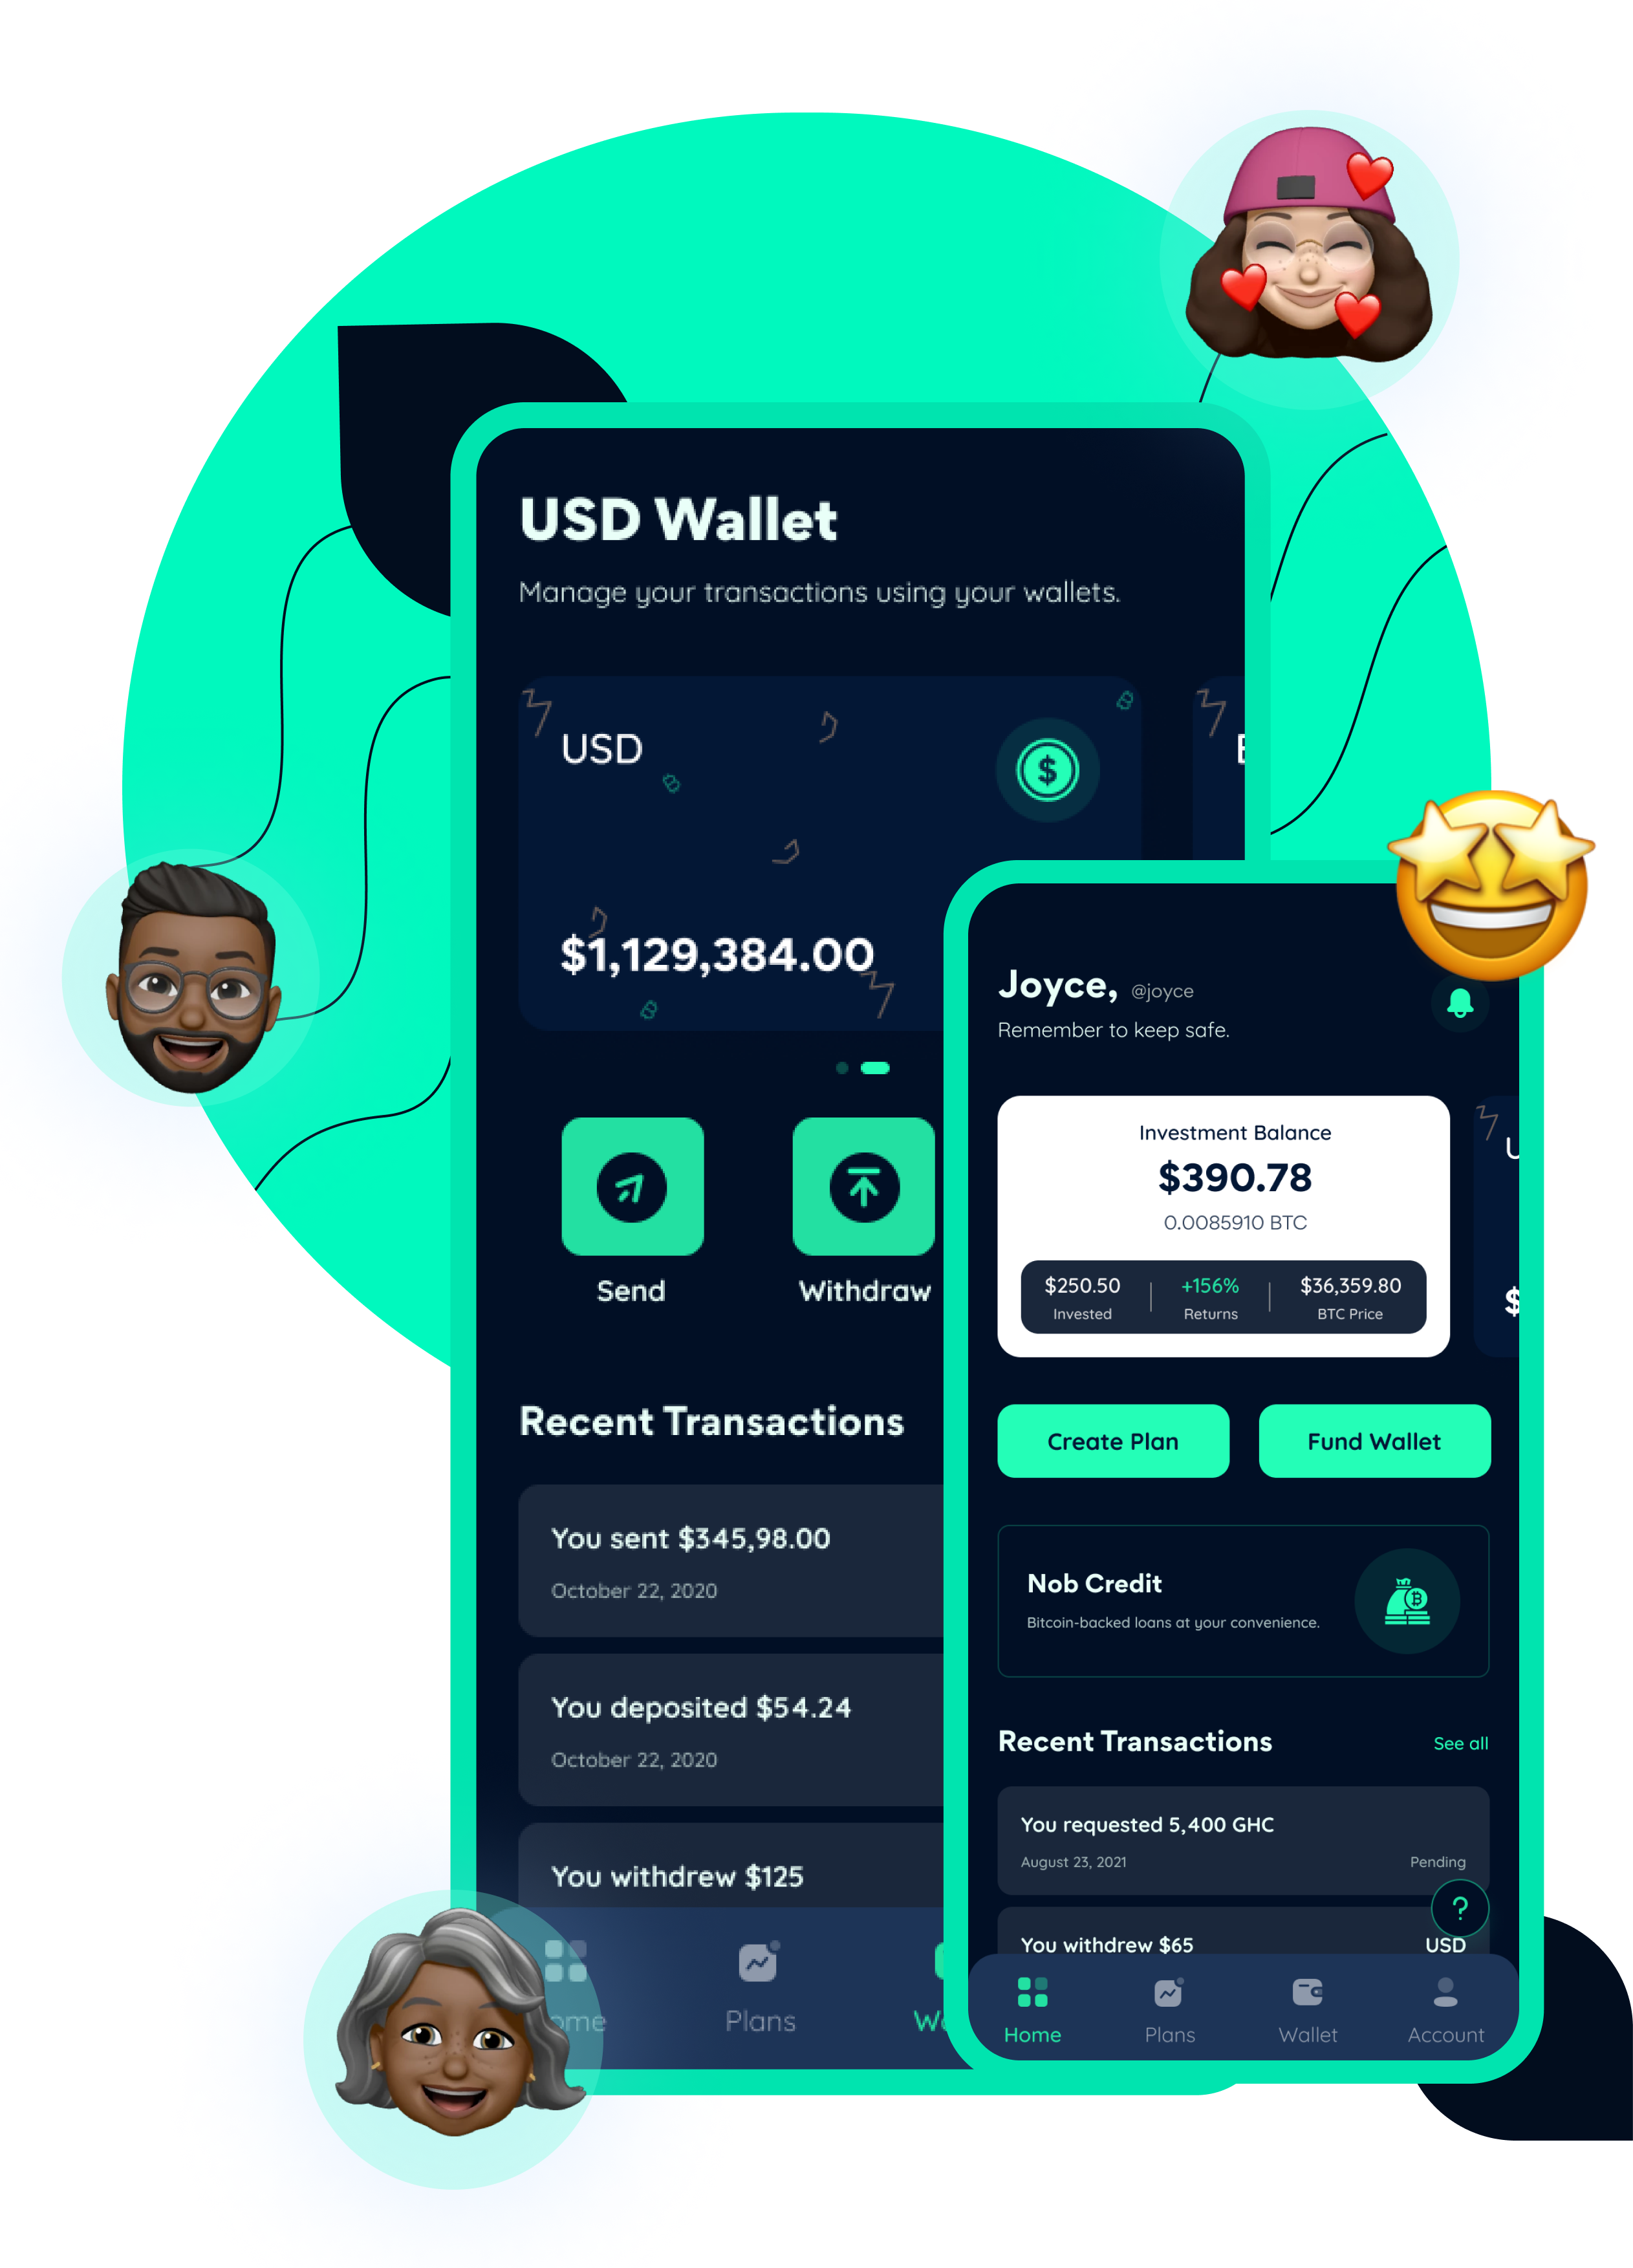 USD Wallet
Manage your transactions using your wallets.
USD
$
$1,129,384.00
Send
Withdraw
Recent Transactions
You sent $345,98.00
October 22, 2020
You deposited $54.24
October 22, 2020
You withdrew $125
Plans
Joyce, @joyce
Remember to keep safe.
Investment Balance
$390.78
0.0085910 BTC
$250.50 +156% $36,359.80
Invested Returns BTC Price
$
Create Plan Fund Wallet
Nob Credit
Bitcoin-backed loans at your convenience.
Recent Transactions See all
You requested 5,400 GHC
August 23, 2021 Pending
?
You withdrew $65 USD
Home Plans Wallet Account